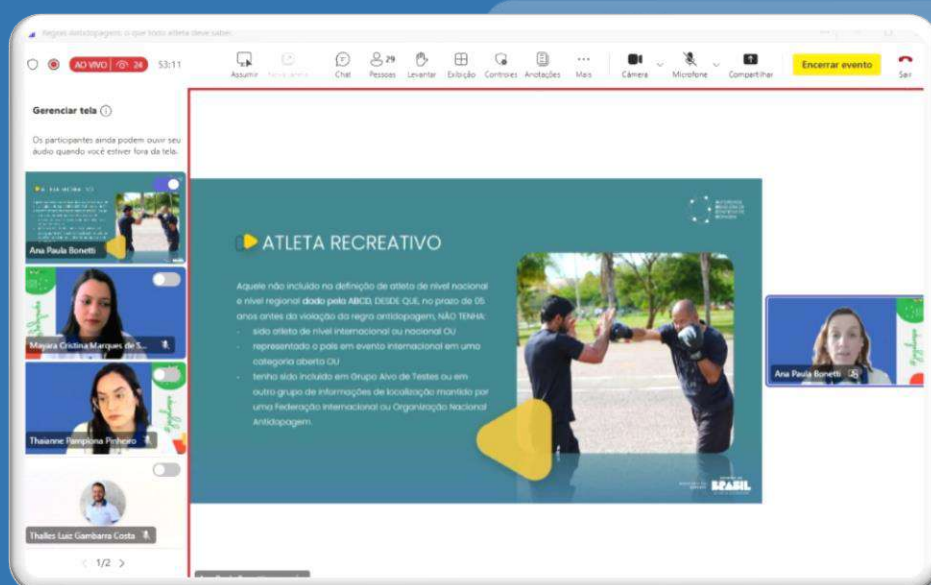 Regras Antidopagem: o que todo atleta deve saber.
AO VIVO 24 53:11
Assumir
Chat
29 Pessoas
Levantar
Exibição
Controles
Anotações
Mais
Câmera
Microfone
Compartilhar
Encerrar evento
Sair
Gerenciar tela
Os participantes ainda podem ouvir seu
áudio quando você estiver fora da tela.
Ana Paula Bonetti
Mayara Cristina Marques de S...
Thaianne Pamplona Pinheiro
Thalles Luiz Gambarra Costa
1/2
ATLETA RECREATIVO
Aquele não incluído na definição de atleta de nível nacional
e nível regional dado pela ABCD, DESDE QUE, no prazo de 05
anos antes da violação da regra antidopagem, NÃO TENHA:
- sido atleta de nível internacional ou nacional OU
- representado o país em evento internacional em uma
categoria aberta OU
- tenha sido incluído em Grupo Alvo de Testes ou em
outro grupo de informações de localização mantido por
uma Federação Internacional ou Organização Nacional
Antidopagem.
BRASIL
Ana Paula Bonetti